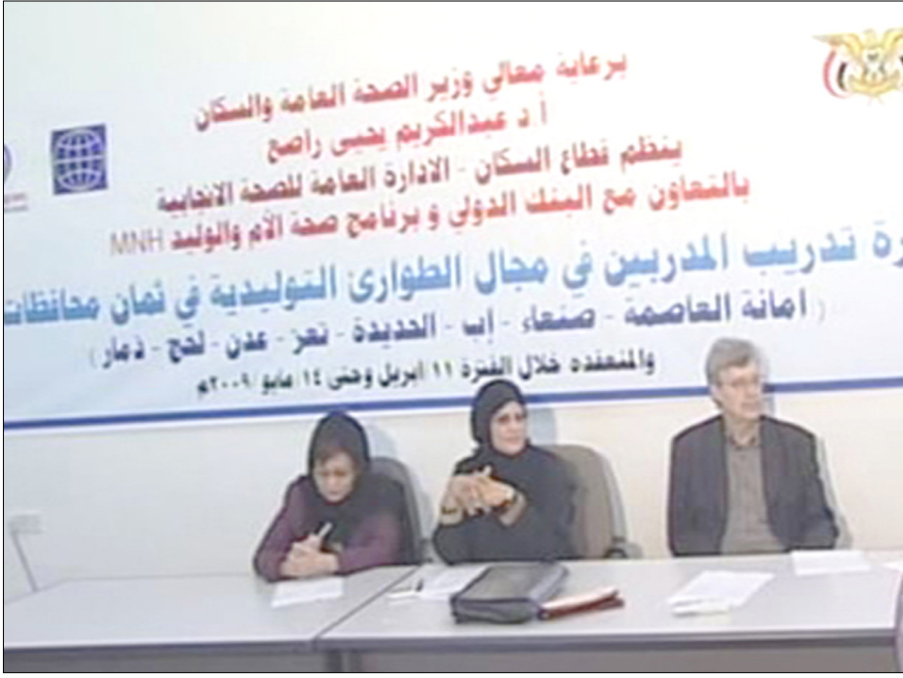 برعاية معالي وزير الصحة العامة والسكان
أ.د عبدالكريم يحيى راصع
ينظم قطاع السكان - الادارة العامة للصحة الانجابية
بالتعاون مع البنك الدولي و برنامج صحة الأم والوليد MNH
رة تدريب المدربين في مجال الطوارئ التوليدية في ثمان محافظات
( امانة العاصمة - صنعاء - إب - الحديدة - تعز - عدن - لحج - ذمار )
والمنعقده خلال الفترة ١١ ابريل وحتى ١٤ مايو ٢٠٠٩م